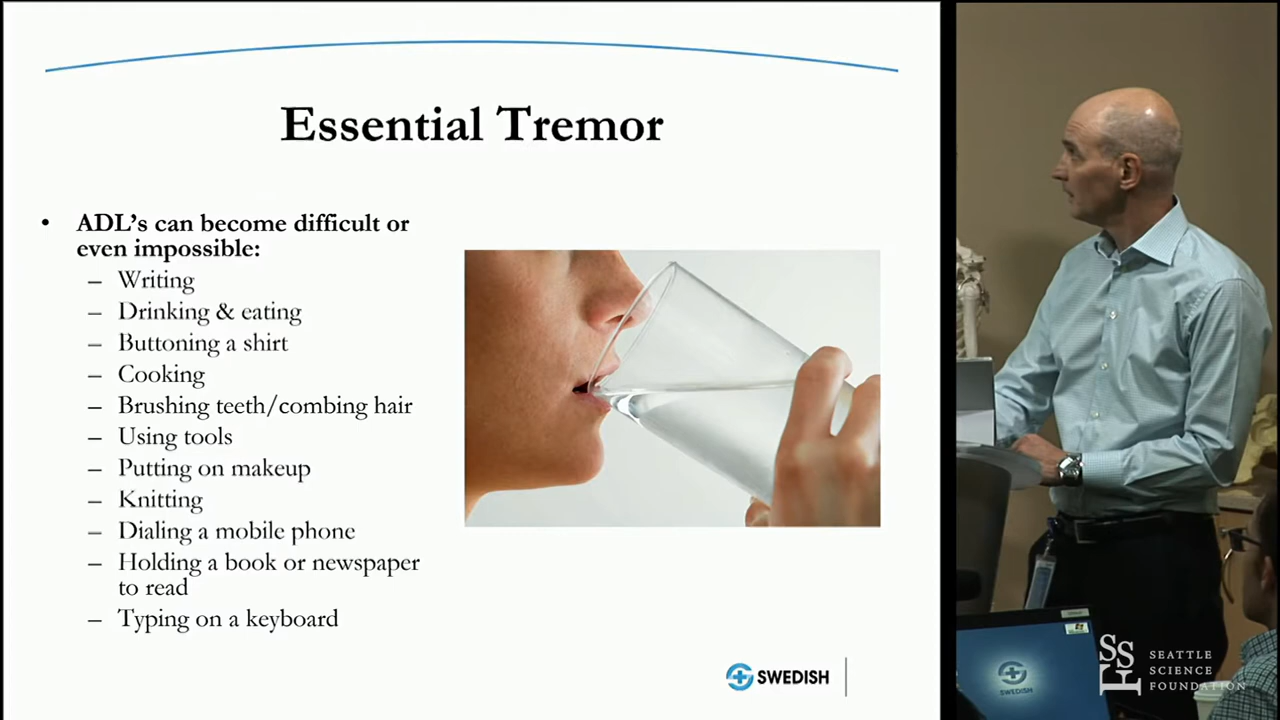 Essential Tremor
• ADL's can become difficult or
even impossible:
– Writing
– Drinking & eating
– Buttoning a shirt
– Cooking
– Brushing teeth/combing hair
– Using tools
– Putting on makeup
– Knitting
– Dialing a mobile phone
– Holding a book or newspaper
to read
– Typing on a keyboard
SWEDISH
SWEDISH
SSF
SEATTLE
SCIENCE
FOUNDATION